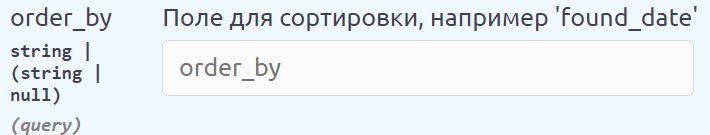 order_by
Поле для сортировки, например 'found_date'
string |
(string |
null)
order_by
(query)